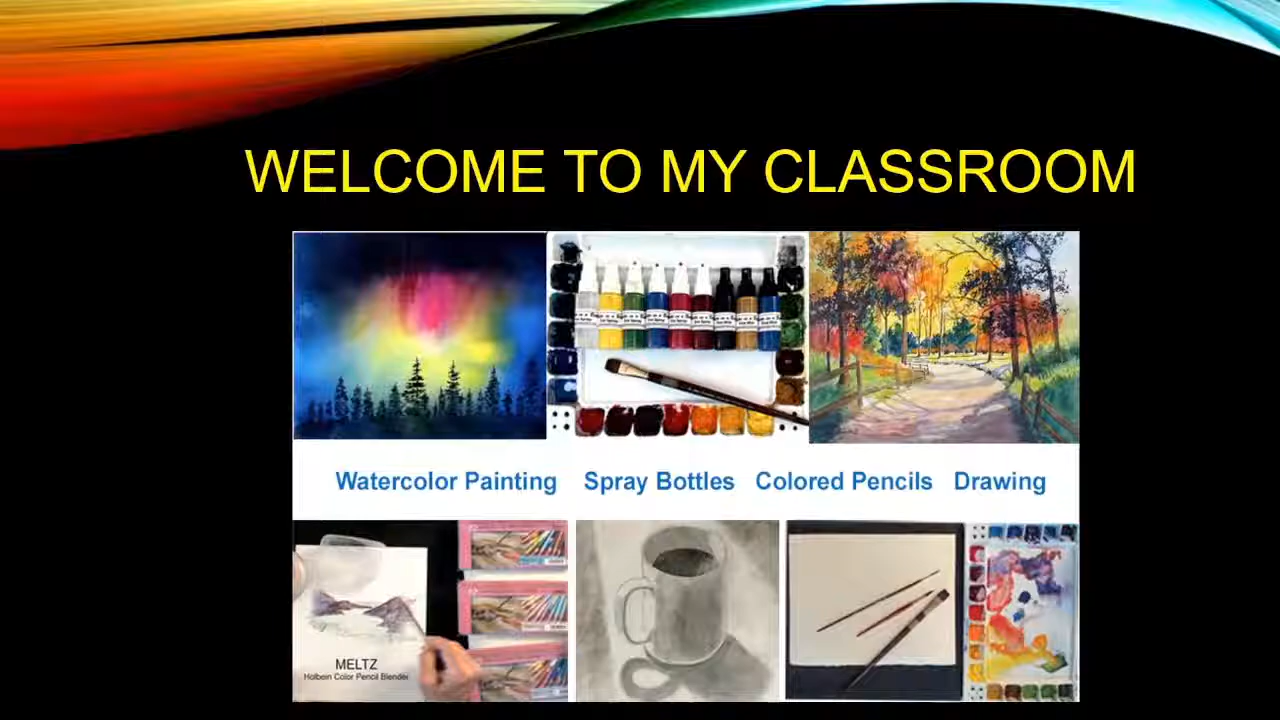 WELCOME TO MY CLASSROOM
Watercolor Painting Spray Bottles Colored Pencils Drawing
MELTZ
Holbein Color Pencil Blender